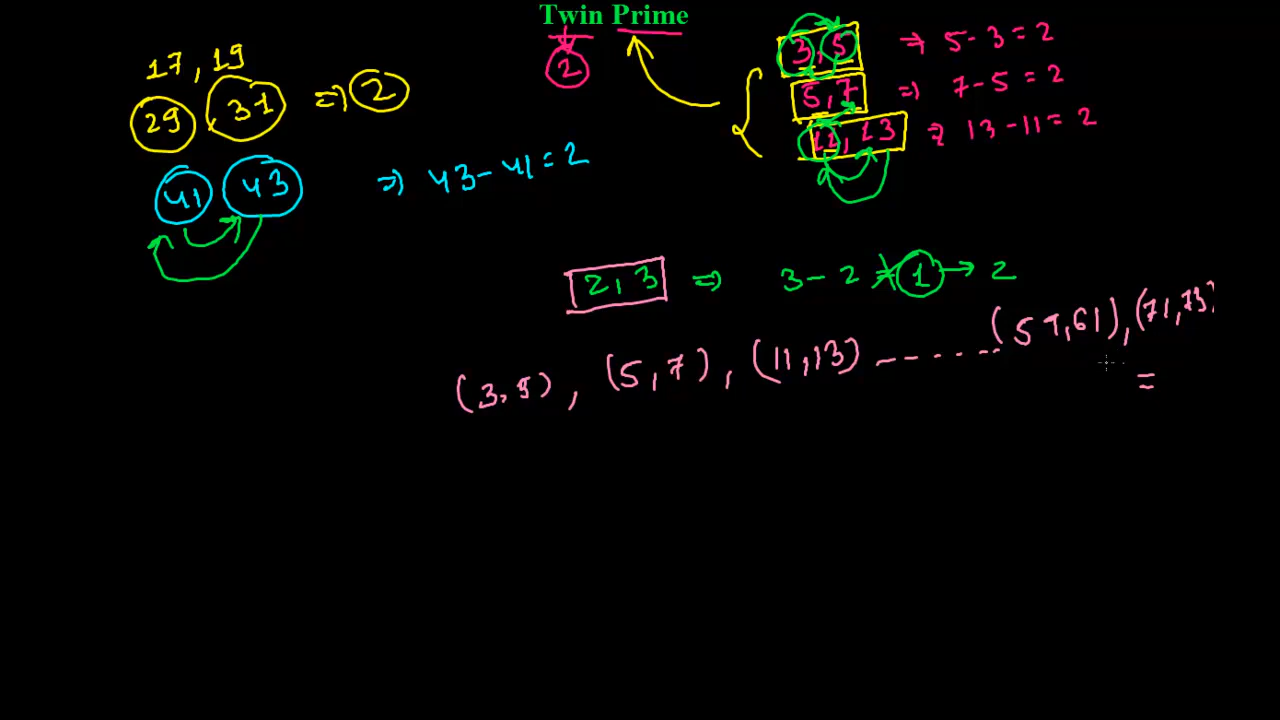 Twin Prime
2
17, 19
29, 31 ⇒ 2
41 43 ⇒ 43 - 41 = 2
3, 5 ⇒ 5 - 3 = 2
5, 7 ⇒ 7 - 5 = 2
11, 13 ⇒ 13 - 11 = 2
2, 3 ⇒ 3 - 2 ≠ 1 → 2
(3, 5), (5, 7), (11, 13) ------- (59, 61), (71, 73)
=